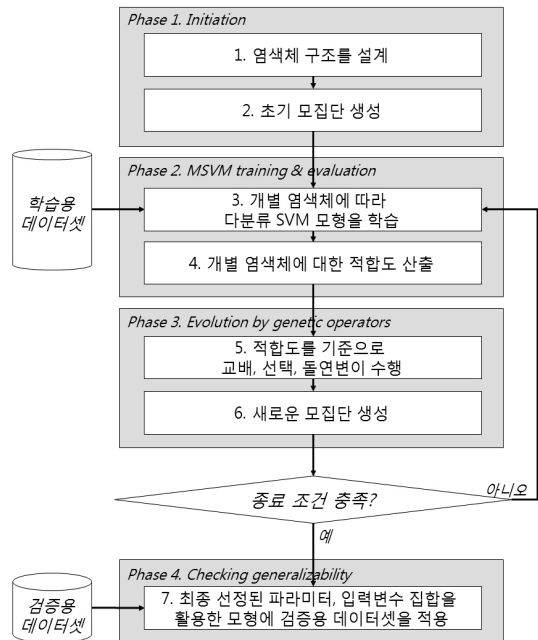 Phase 1. Initiation
1. 염색체 구조를 설계
2. 초기 모집단 생성
Phase 2. MSVM training & evaluation
학습용
데이터셋
3. 개별 염색체에 따라
다분류 SVM 모형을 학습
4. 개별 염색체에 대한 적합도 산출
Phase 3. Evolution by genetic operators
5. 적합도를 기준으로
교배, 선택, 돌연변이 수행
6. 새로운 모집단 생성
종료 조건 충족?
아니오
예
Phase 4. Checking generalizability
검증용
데이터셋
7. 최종 선정된 파라미터, 입력변수 집합을
활용한 모형에 검증용 데이터셋을 적용